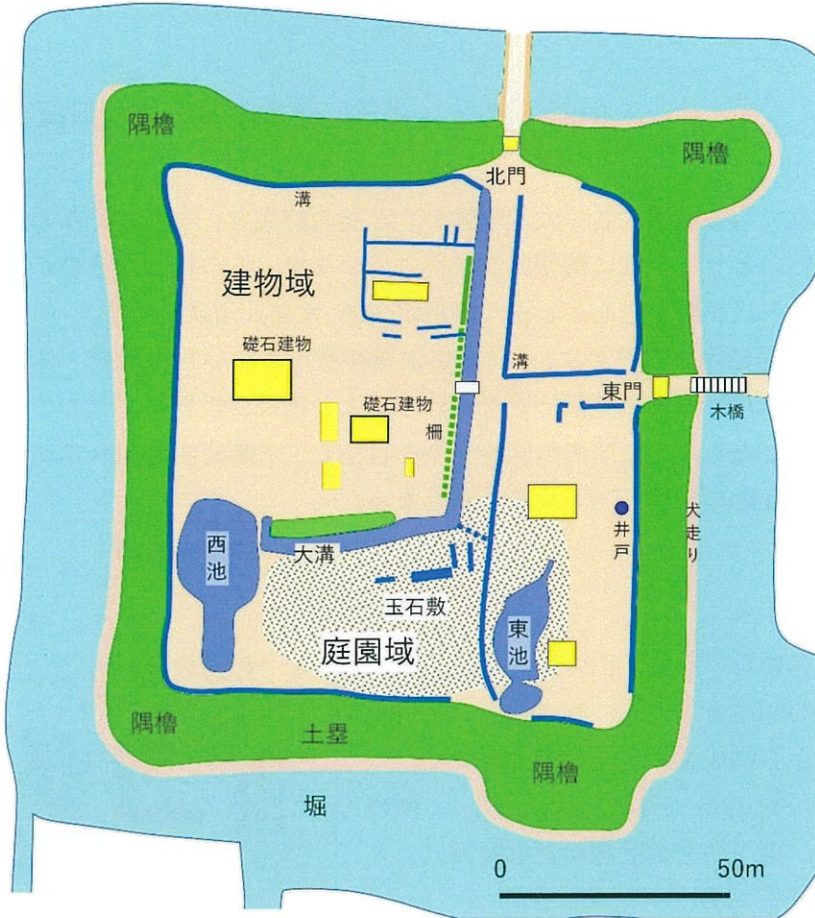 隅櫓
隅櫓
北門
溝
建物域
礎石建物
溝
東門
木橋
礎石建物
柵
西池
大溝
井戸
犬走り
玉石敷
東池
庭園域
隅櫓
土塁
隅櫓
堀
0 50m